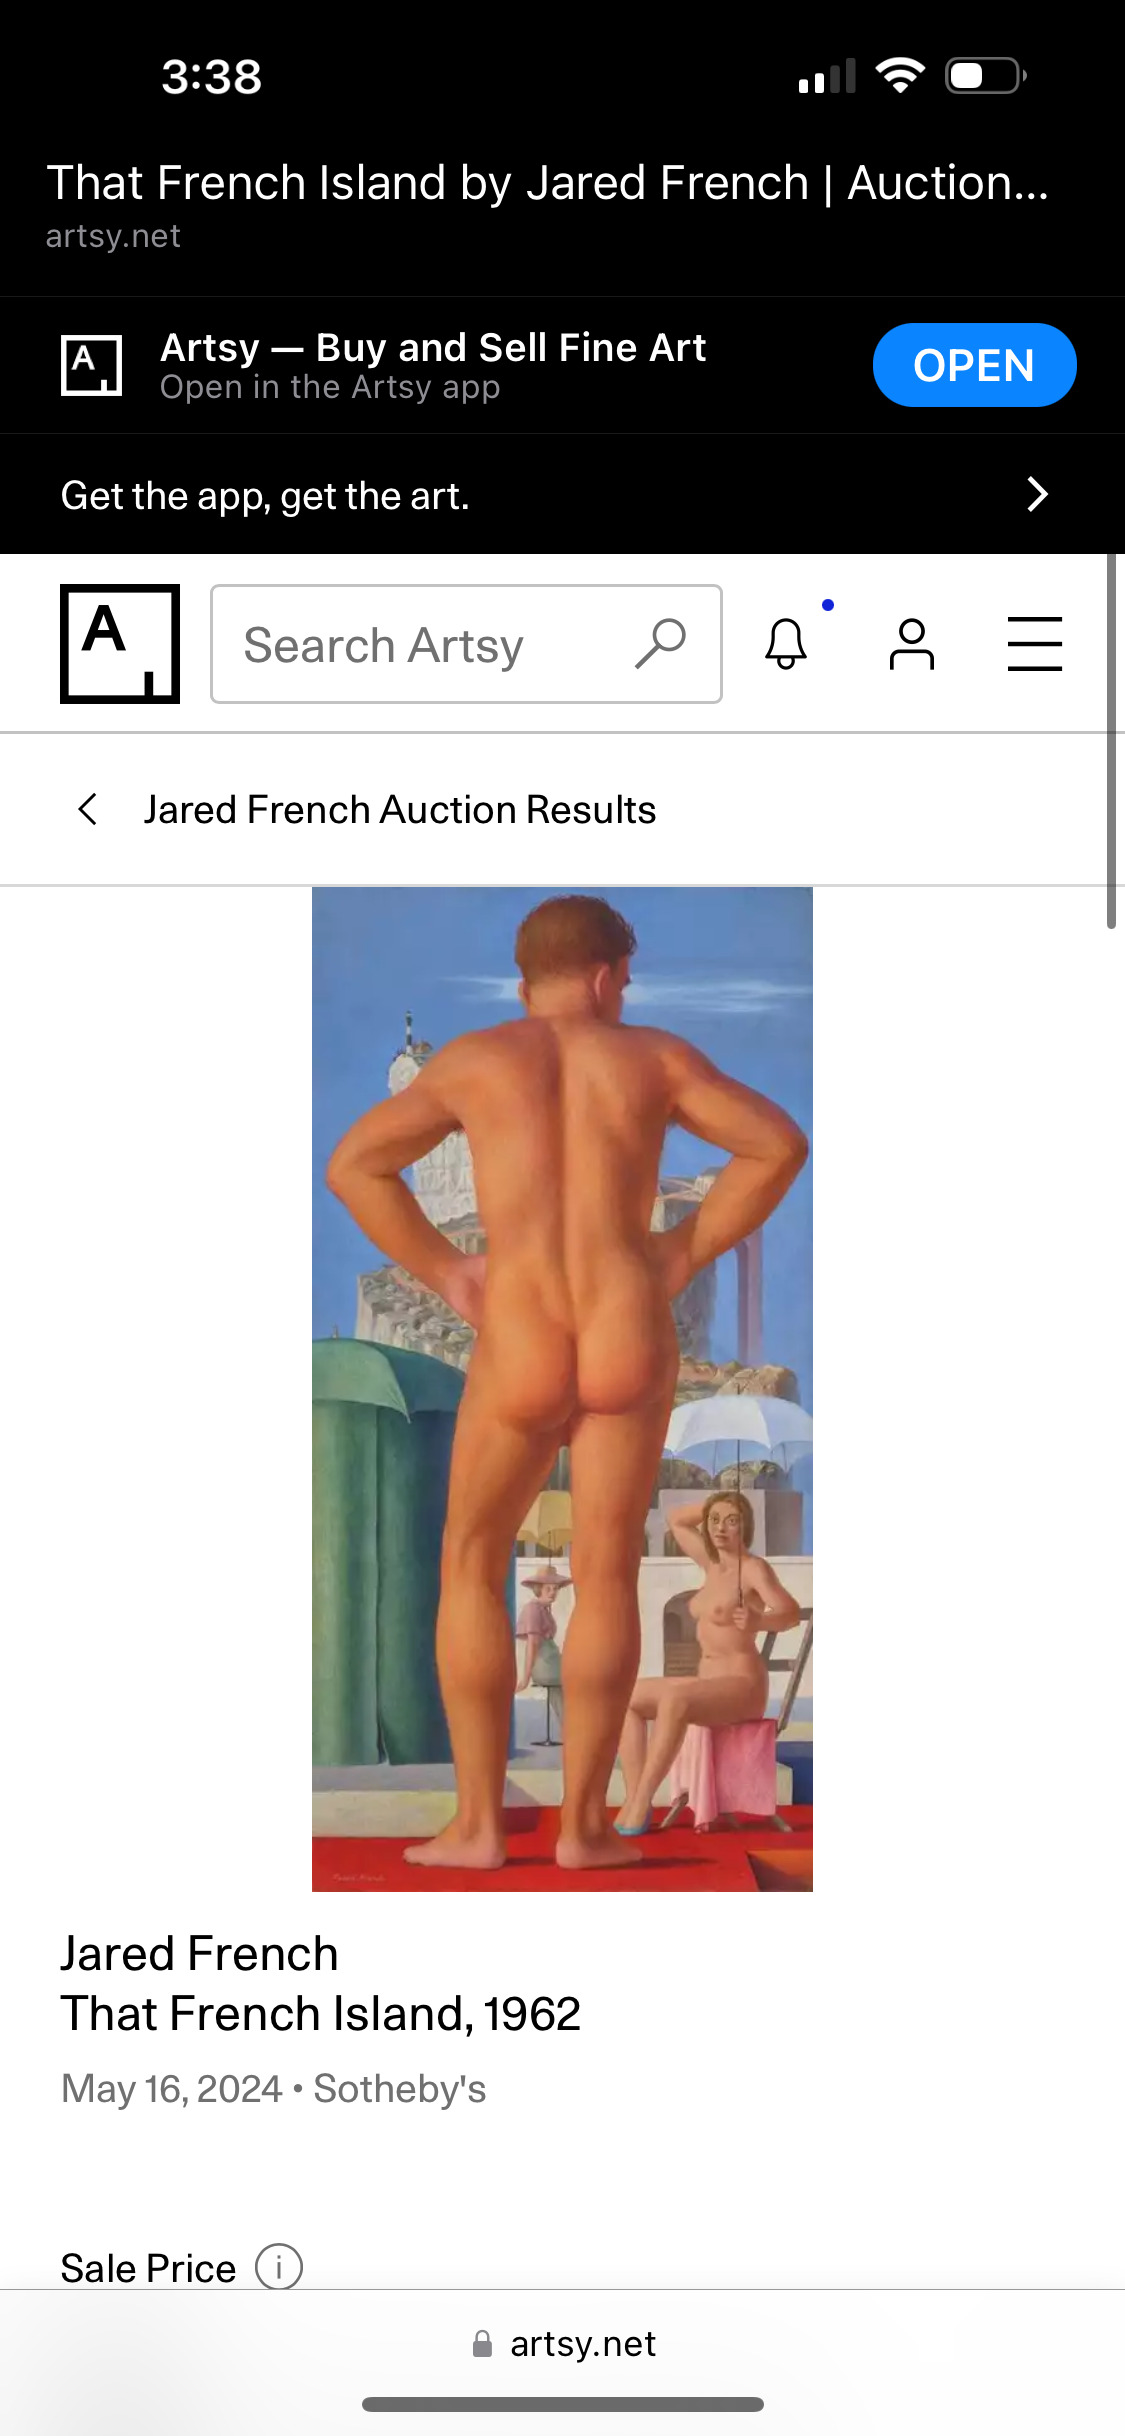 3:38
That French Island by Jared French | Auction...
artsy.net
A
Artsy — Buy and Sell Fine Art
Open in the Artsy app
OPEN
Get the app, get the art.
A
Search Artsy
Jared French Auction Results
Jared French
Jared French
That French Island, 1962
May 16, 2024 • Sotheby's
Sale Price
artsy.net